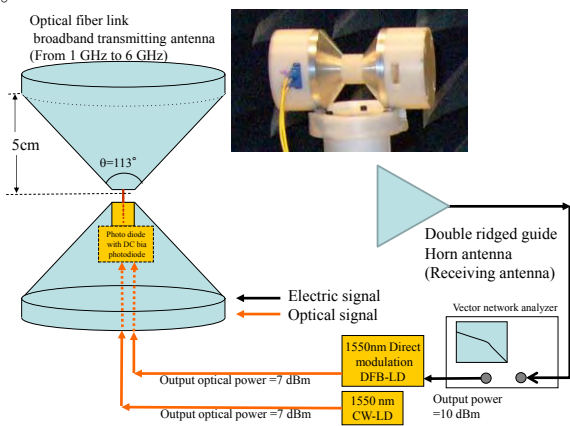 Optical fiber link
broadband transmitting antenna
(From 1 GHz to 6 GHz)
5cm
θ=113°
Photo diode
with DC bia
photodiode
Double ridged guide
Horn antenna
(Receiving antenna)
Electric signal
Optical signal
Vector network analyzer
1550nm Direct
modulation
DFB-LD
Output optical power =7 dBm
Output power
=10 dBm
1550 nm
CW-LD
Output optical power =7 dBm